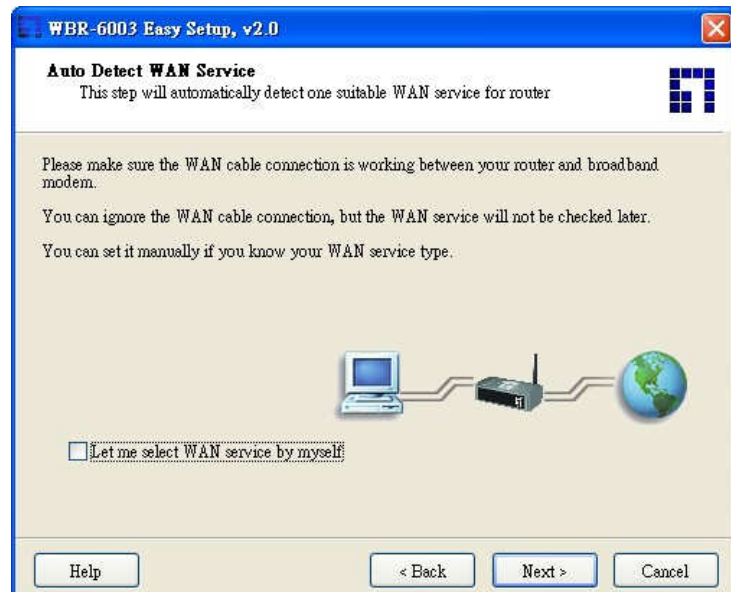 WBR-6003 Easy Setup, v2.0
Auto Detect WAN Service
This step will automatically detect one suitable WAN service for router
Please make sure the WAN cable connection is working between your router and broadband
modem.
You can ignore the WAN cable connection, but the WAN service will not be checked later.
You can set it manually if you know your WAN service type.
Let me select WAN service by myself
Help
< Back
Next >
Cancel